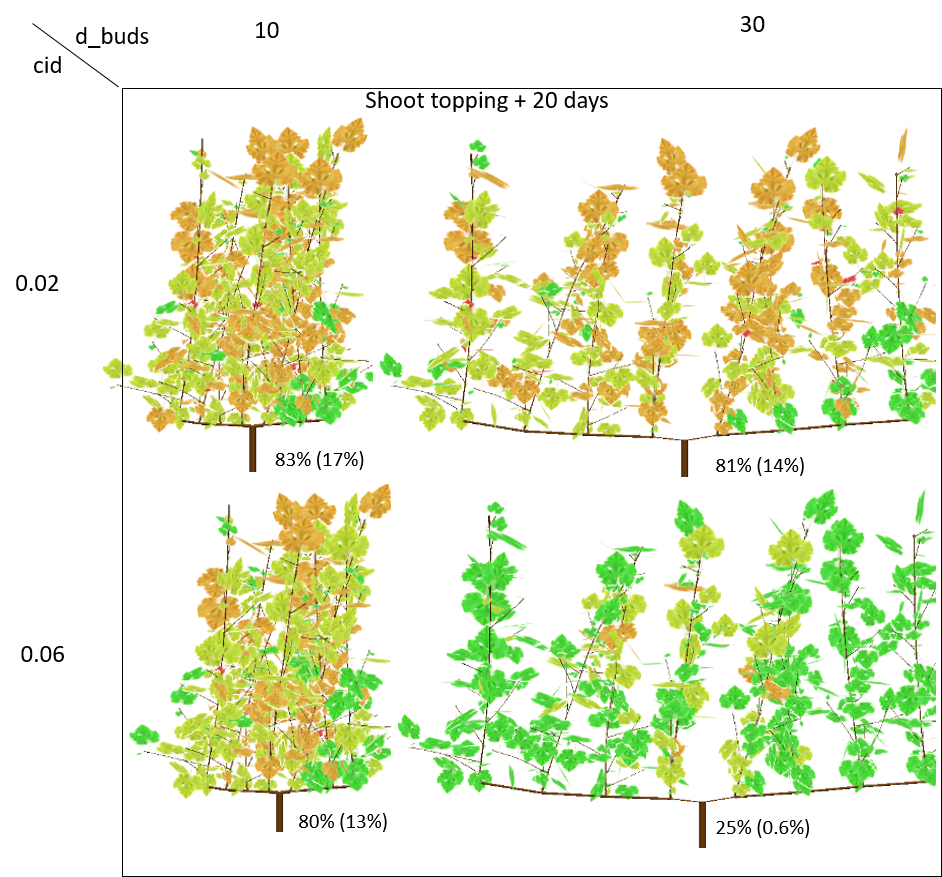 d_buds
10
30
cid
Shoot topping + 20 days
0.02
83% (17%)
81% (14%)
0.06
80% (13%)
25% (0.6%)